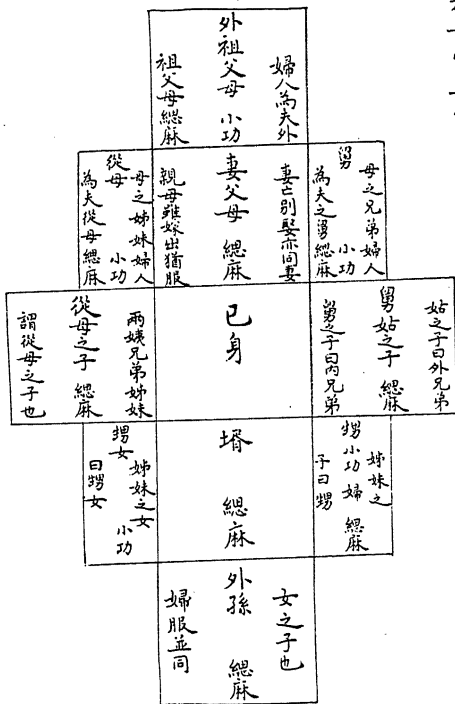 婦人為夫外
外祖父母 小功
祖父母緦麻
母之兄弟婦人
舅 小功
為夫之舅緦麻
妻亡別娶亦同妻
妻父母 緦麻
親母雖嫁出猶服
母之姊妹婦人
從母 小功
為夫從母緦麻
姑之子曰外兄弟
舅姑之子 緦麻
舅之子曰內兄弟
己身
兩姨兄弟姊妹
從母之子 緦麻
謂從母之子也
姊妹之
甥小功 婦 緦麻
子曰甥
壻 緦麻
姊妹之女
甥女 小功
曰甥女
女之子也
外孫 緦麻
婦服並同